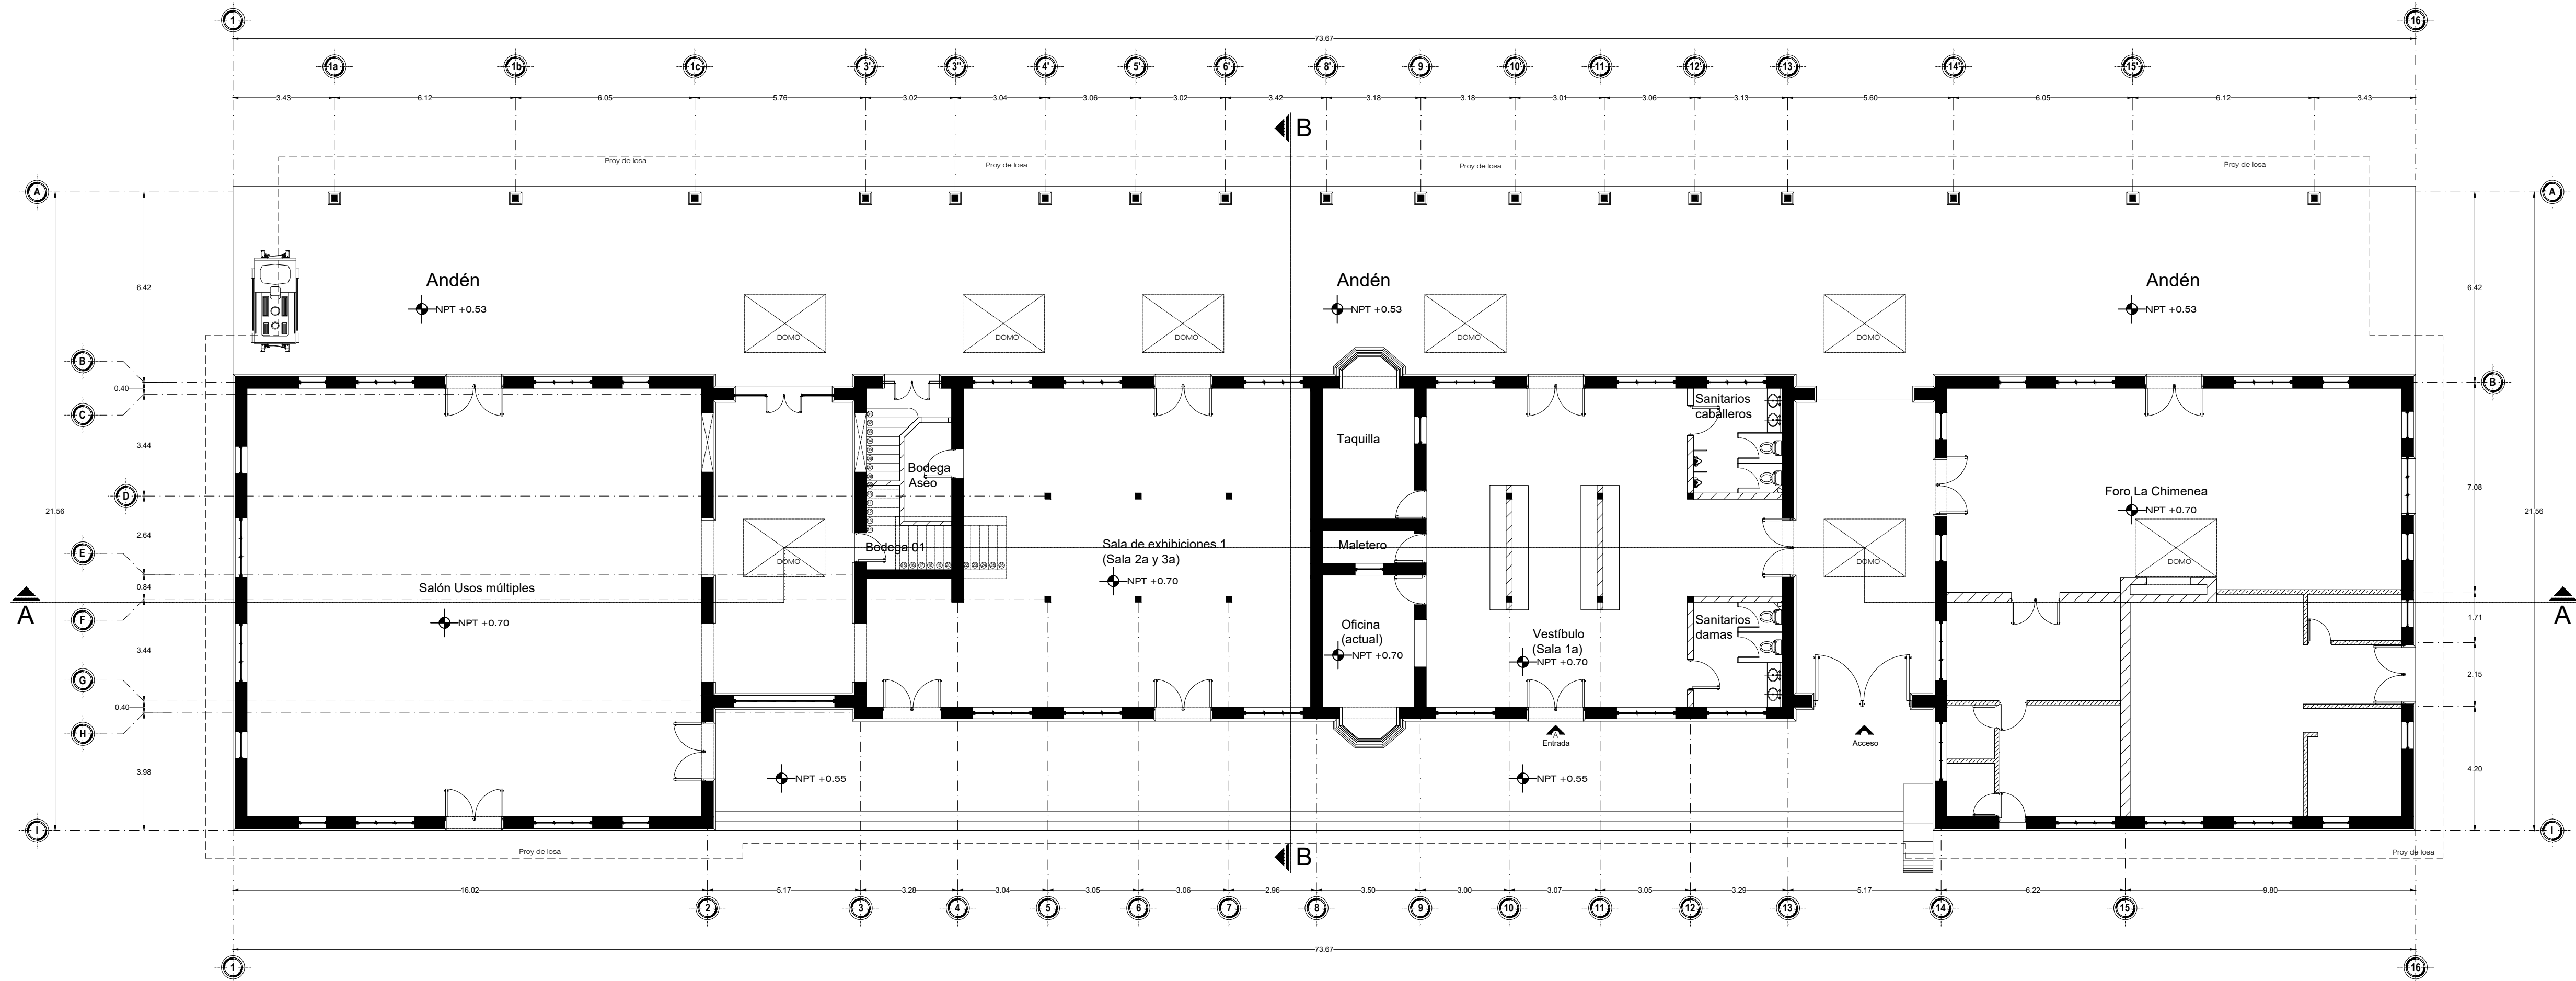 1
16
73.67
1a
1b
1c
3'
3"
4'
5'
6'
8'
9
10'
11
12'
13
14'
15'
3.43
6.12
6.05
5.76
3.02
3.04
3.06
3.02
3.42
3.18
3.18
3.01
3.06
3.13
5.60
6.05
6.12
3.43
B
Proy de losa
Proy de losa
Proy de losa
Proy de losa
A
A
Andén
NPT +0.53
Andén
NPT +0.53
Andén
NPT +0.53
6.42
6.42
DOMO
DOMO
DOMO
DOMO
DOMO
B
B
0.40
C
3.44
D
21.56
2.64
E
0.84
F
3.44
G
0.40
H
3.98
I
7.08
21.56
1.71
2.15
4.20
I
A
A
Salón Usos múltiples
NPT +0.70
DOMO
Bodega
Aseo
Bodega 01
Sala de exhibiciones 1
(Sala 2a y 3a)
NPT +0.70
Taquilla
Maletero
Oficina
(actual)
NPT +0.70
Vestíbulo
(Sala 1a)
NPT +0.70
Sanitarios
caballeros
Sanitarios
damas
DOMO
Foro La Chimenea
NPT +0.70
DOMO
A
Entrada
Acceso
NPT +0.55
NPT +0.55
Proy de losa
B
Proy de losa
16.02
5.17
3.28
3.04
3.05
3.06
2.96
3.50
3.00
3.07
3.05
3.29
5.17
6.22
9.80
2
3
4
5
6
7
8
9
10
11
12
13
14
15
73.67
1
16